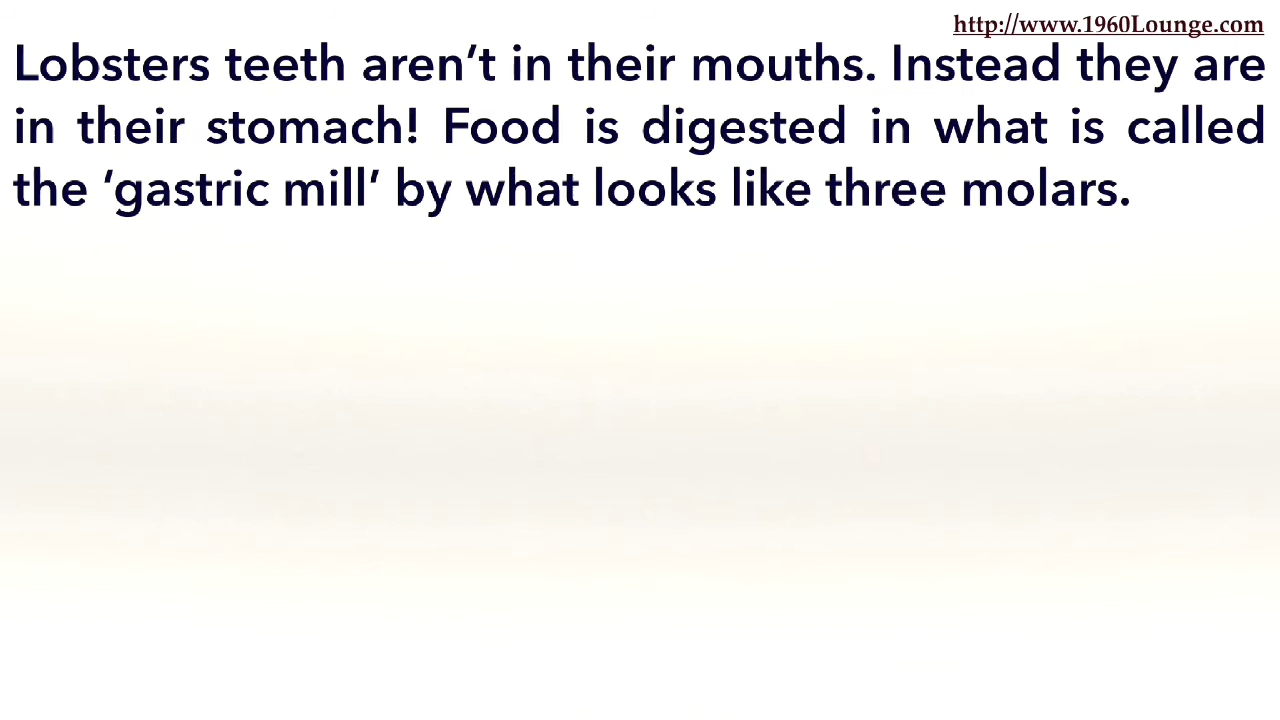 http://www.1960Lounge.com
Lobsters teeth aren’t in their mouths. Instead they are
in their stomach! Food is digested in what is called
the ‘gastric mill’ by what looks like three molars.